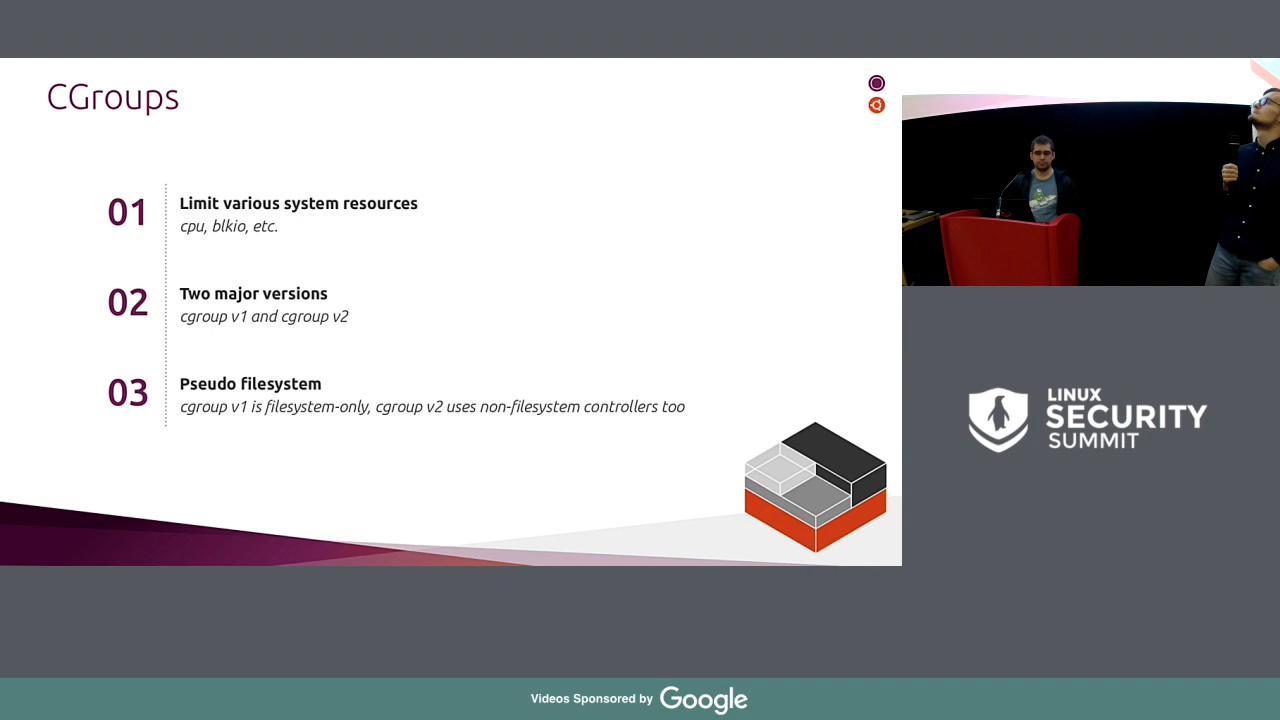 CGroups
01
Limit various system resources
cpu, blkio, etc.
02
Two major versions
cgroup v1 and cgroup v2
03
Pseudo filesystem
cgroup v1 is filesystem-only, cgroup v2 uses non-filesystem controllers too
LINUX
SECURITY
SUMMIT
Videos Sponsored by Google